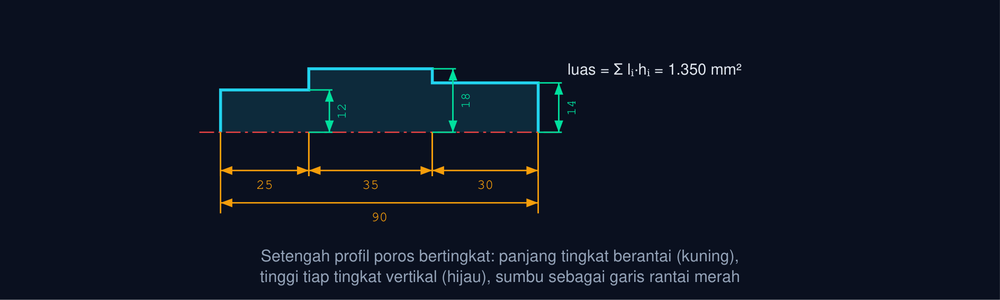 luas = Σ lᵢ·hᵢ = 1.350 mm²
18
12
14
25
35
30
90
Setengah profil poros bertingkat: panjang tingkat berantai (kuning),
tinggi tiap tingkat vertikal (hijau), sumbu sebagai garis rantai merah